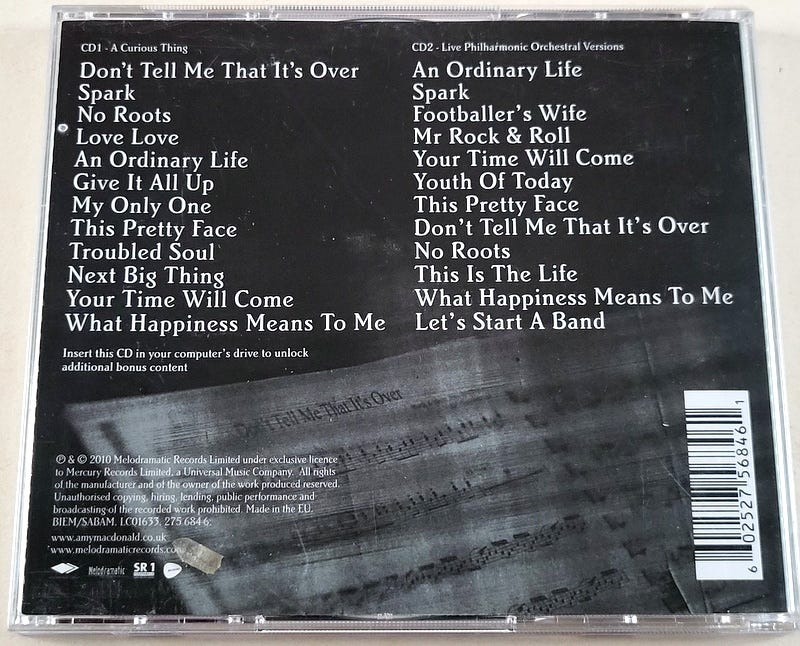 CD1 - A Curious Thing
Don't Tell Me That It's Over
Spark
No Roots
Love Love
An Ordinary Life
Give It All Up
My Only One
This Pretty Face
Troubled Soul
Next Big Thing
Your Time Will Come
What Happiness Means To Me
Insert this CD in your computer's drive to unlock
additional bonus content
CD2 - Live Philharmonic Orchestral Versions
An Ordinary Life
Spark
Footballer's Wife
Mr Rock & Roll
Your Time Will Come
Youth Of Today
This Pretty Face
Don't Tell Me That It's Over
No Roots
This Is The Life
What Happiness Means To Me
Let's Start A Band
Don't Tell Me That It's Over
℗ & © 2010 Melodramatic Records Limited under exclusive licence
to Mercury Records Limited, a Universal Music Company. All rights
of the manufacturer and of the owner of the work produced reserved.
Unauthorised copying, hiring, lending, public performance and
broadcasting of the recorded work prohibited. Made in the EU.
BIEM/SABAM. LC01633. 275 684-6.
www.amymacdonald.co.uk
www.melodramaticrecords.co
Melodramatic SR1
6 02527 56846 1